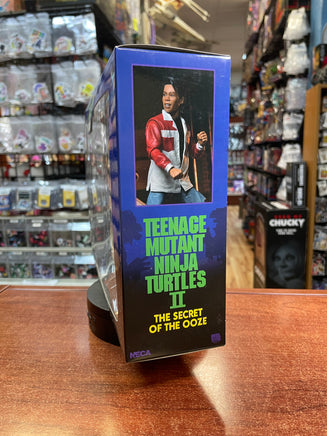 TEENAGE
MUTANT
NINJA
TURTLES
II
THE SECRET
OF THE OOZE
NECA
CHUCKY